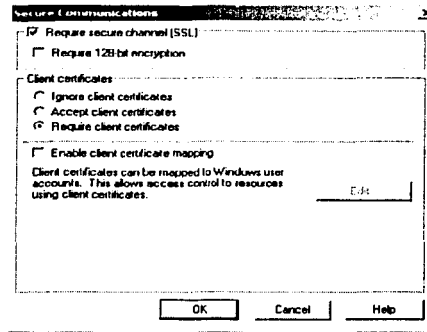 Secure Communications
Require secure channel (SSL)
Require 128-bit encryption
Client certificates
Ignore client certificates
Accept client certificates
Require client certificates
Enable client certificate mapping
Client certificates can be mapped to Windows user
accounts. This allows access control to resources
using client certificates.
Edit...
OK
Cancel
Help